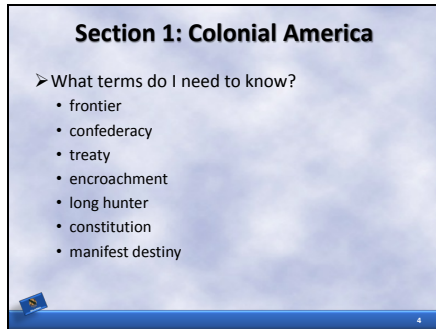 Section 1: Colonial America
➢What terms do I need to know?
• frontier
• confederacy
• treaty
• encroachment
• long hunter
• constitution
• manifest destiny
4